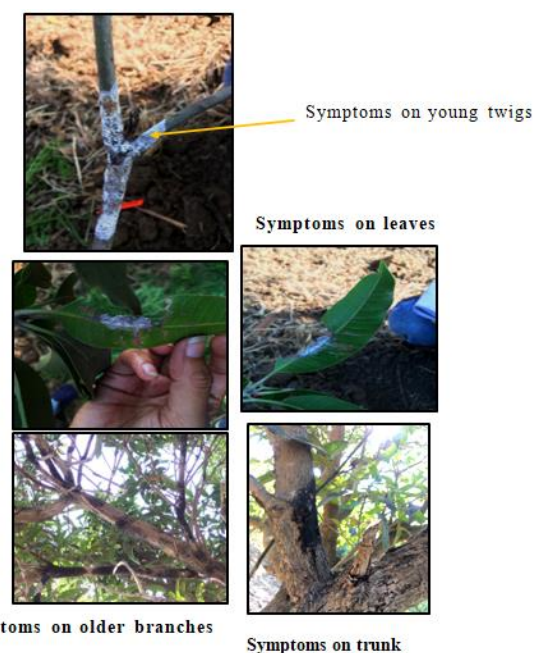 Symptoms on young twigs
Symptoms on leaves
toms on older branches
Symptoms on trunk